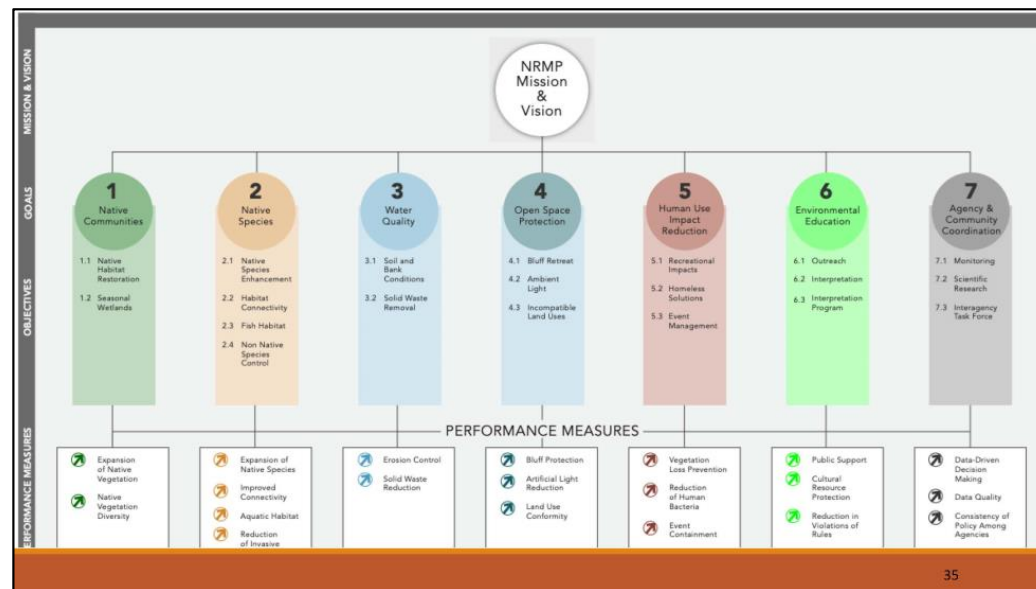 MISSION & VISION
NRMP
Mission
&
Vision
GOALS
1
Native
Communities
2
Native
Species
3
Water
Quality
4
Open Space
Protection
5
Human Use
Impact
Reduction
6
Environmental
Education
7
Agency &
Community
Coordination
OBJECTIVES
1.1 Native
Habitat
Restoration
1.2 Seasonal
Wetlands
2.1 Native
Species
Enhancement
2.2 Habitat
Connectivity
2.3 Fish Habitat
2.4 Non Native
Species
Control
3.1 Soil and
Bank
Conditions
3.2 Solid Waste
Removal
4.1 Bluff Retreat
4.2 Ambient
Light
4.3 Incompatible
Land Uses
5.1 Recreational
Impacts
5.2 Homeless
Solutions
5.3 Event
Management
6.1 Outreach
6.2 Interpretation
6.3 Interpretation
Program
7.1 Monitoring
7.2 Scientific
Research
7.3 Interagency
Task Force
PERFORMANCE MEASURES
PERFORMANCE MEASURES
Expansion
of Native
Vegetation
Native
Vegetation
Diversity
Expansion of
Native Species
Improved
Connectivity
Aquatic Habitat
Reduction
of Invasive
Erosion Control
Solid Waste
Reduction
Bluff Protection
Artificial Light
Reduction
Land Use
Conformity
Vegetation
Loss Prevention
Reduction
of Human
Bacteria
Event
Containment
Public Support
Cultural
Resource
Protection
Reduction in
Violations of
Rules
Data-Driven
Decision
Making
Data Quality
Consistency of
Policy Among
Agencies
35